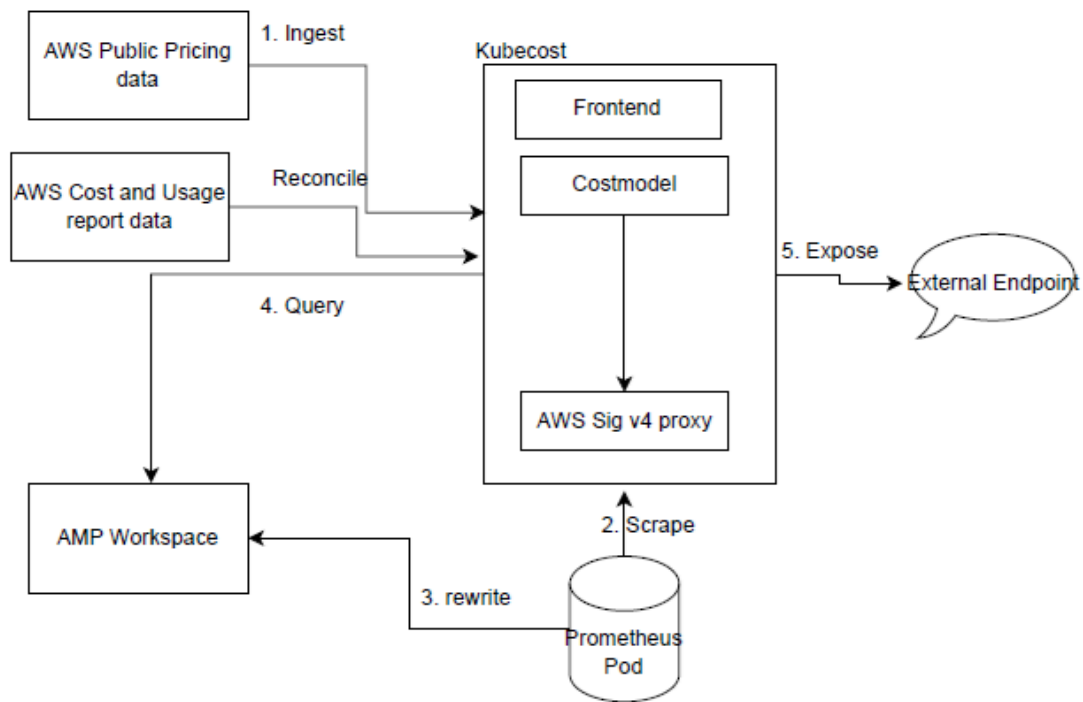 AWS Public Pricing
data
1. Ingest
Kubecost
Frontend
Costmodel
AWS Cost and Usage
report data
Reconcile
4. Query
5. Expose
External Endpoint
AWS Sig v4 proxy
AMP Workspace
2. Scrape
3. rewrite
Prometheus
Pod